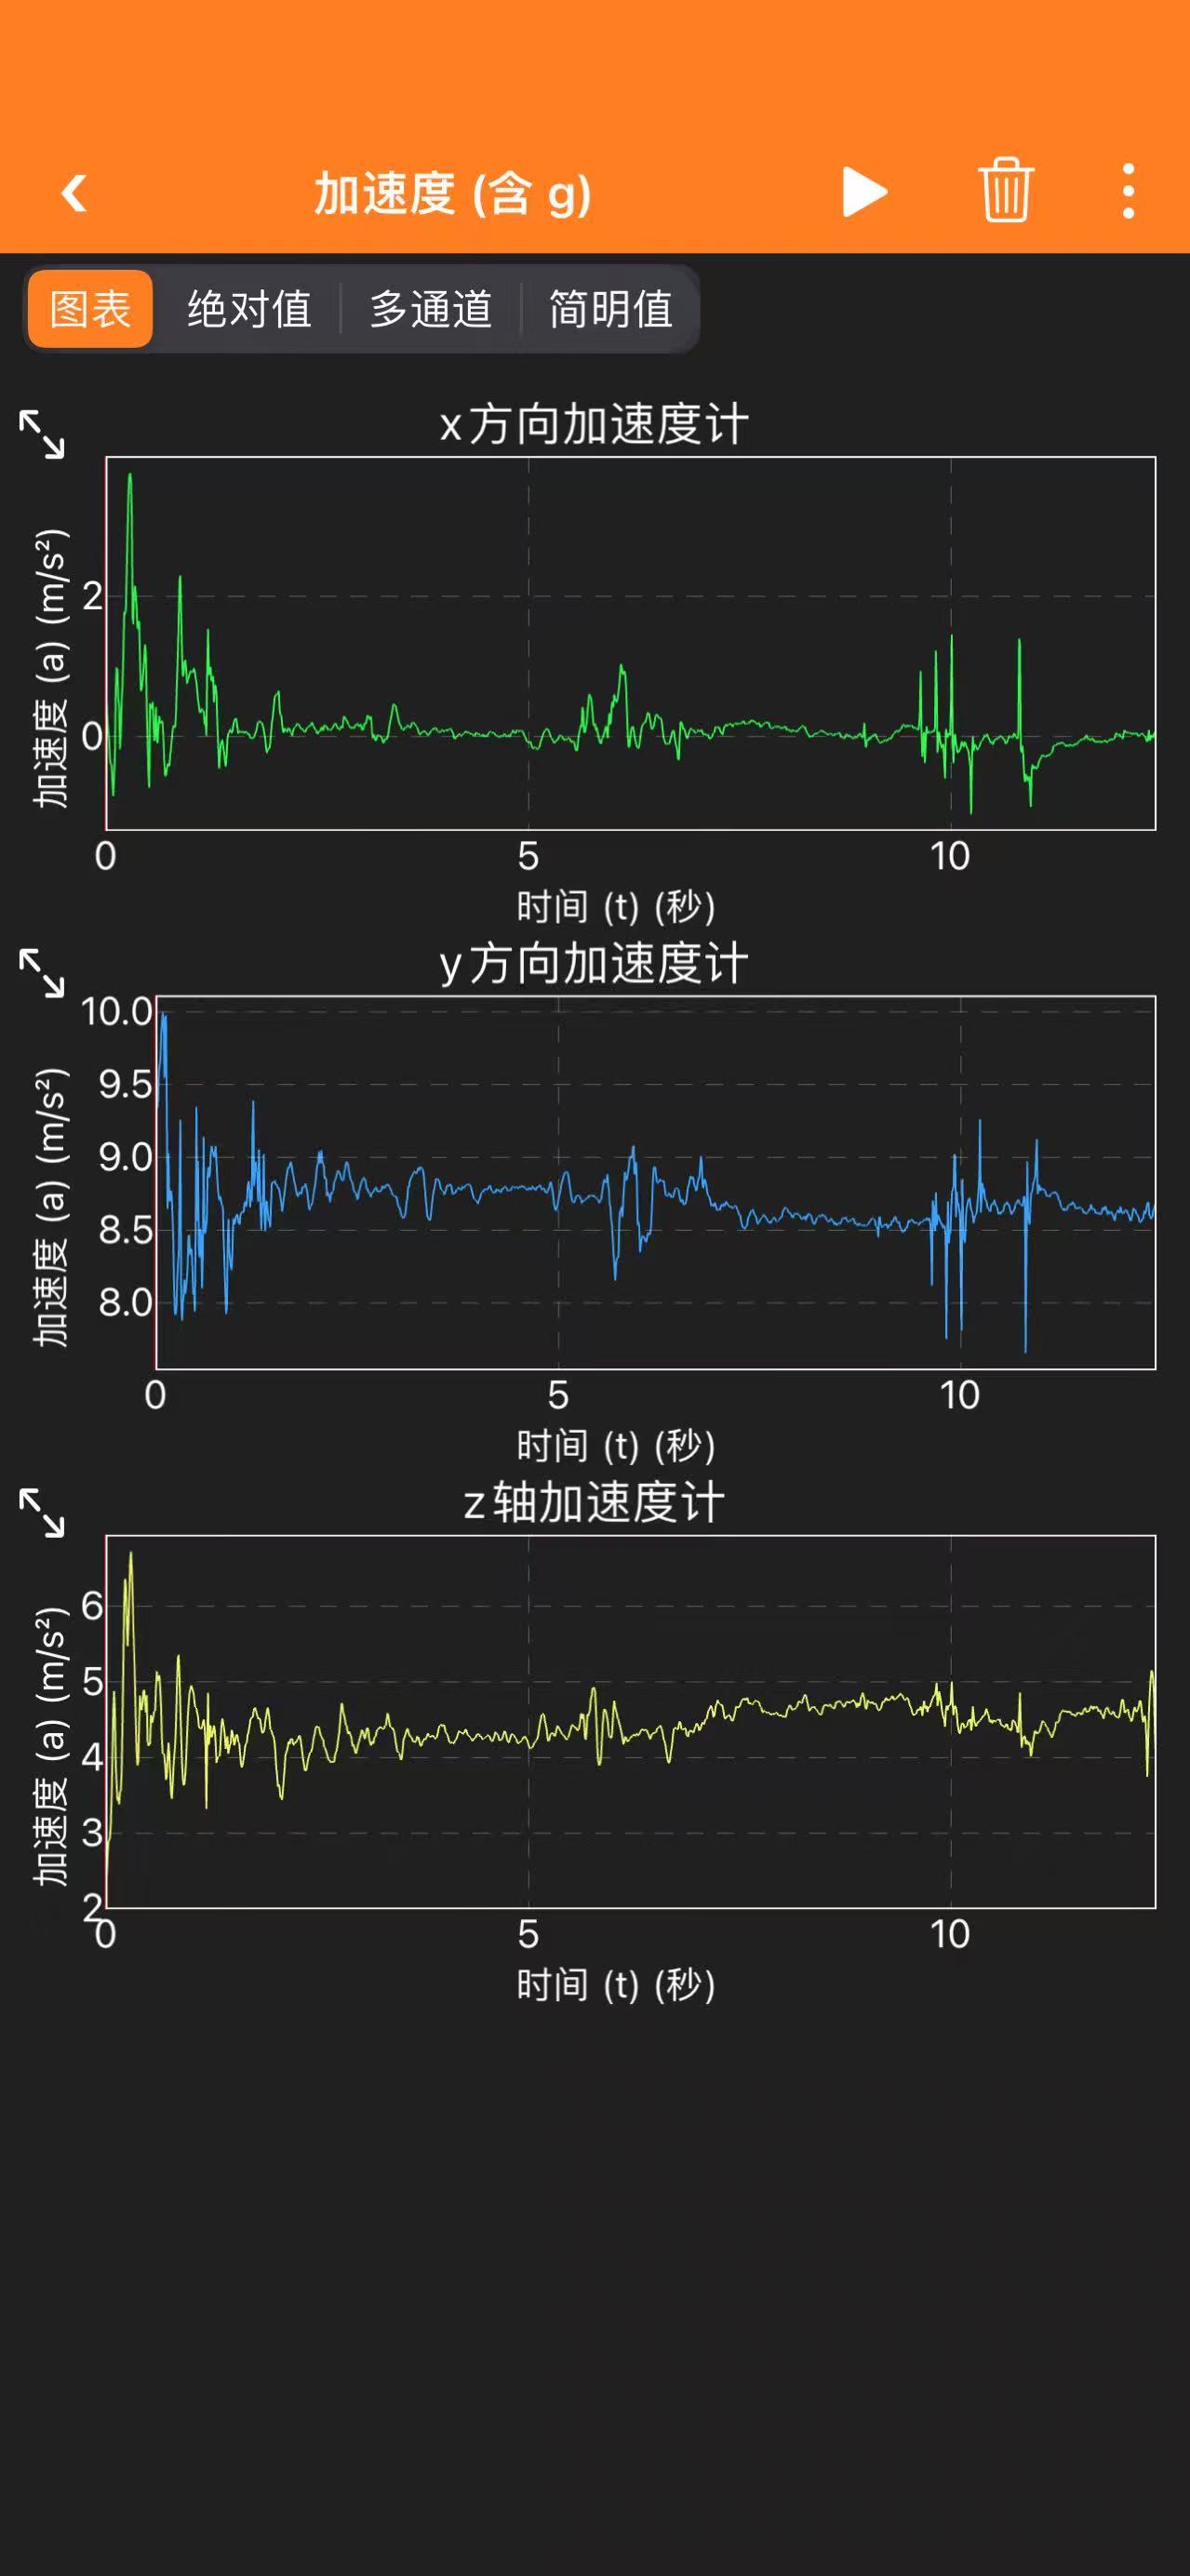 加速度 (含 g)
图表 绝对值 多通道 简明值
x方向加速度计
加速度 (a) (m/s²)
2
0
0 5 10
时间 (t) (秒)
y方向加速度计
加速度 (a) (m/s²)
10.0
9.5
9.0
8.5
8.0
0 5 10
时间 (t) (秒)
z轴加速度计
加速度 (a) (m/s²)
6
5
4
3
2
0 5 10
时间 (t) (秒)